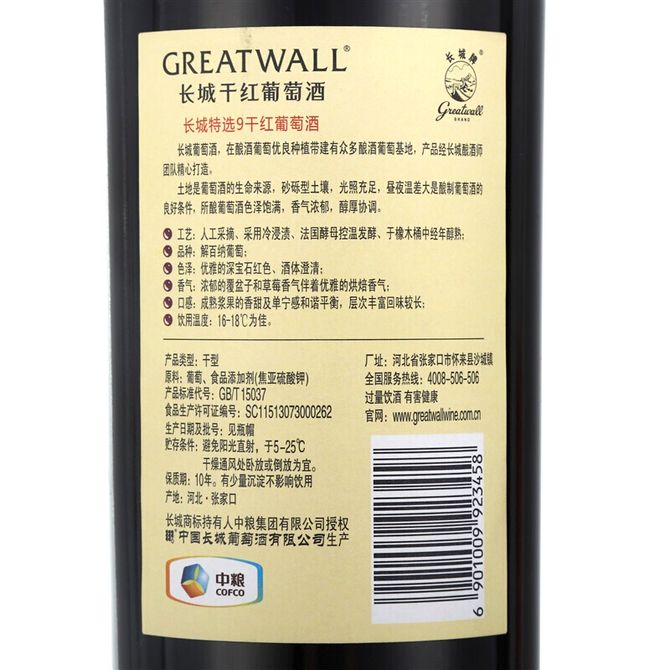 GREATWALL®
长城干红葡萄酒
长城特选9干红葡萄酒
长城牌®
Greatwall
BRAND
长城葡萄酒，在酿酒葡萄优良种植带建有众多酿酒葡萄基地，产品经长城酿酒师
团队精心打造。
土地是葡萄酒的生命来源，砂砾型土壤，光照充足，昼夜温差大是酿制葡萄酒的
良好条件，所酿葡萄酒色泽饱满，香气浓郁，醇厚协调。
工艺：人工采摘、采用冷浸渍、法国酵母控温发酵、于橡木桶中经年醇熟；
品种：解百纳葡萄；
色泽：优雅的深宝石红色、酒体澄清；
香气：浓郁的覆盆子和草莓香气伴着优雅的烘焙香气；
口感：成熟浆果的香甜及单宁感和谐平衡，层次丰富回味较长；
饮用温度：16-18℃为佳。
产品类型：干型
原料：葡萄、食品添加剂(焦亚硫酸钾)
产品标准代号：GB/T15037
食品生产许可证编号：SC11513073000262
生产日期及批号：见瓶帽
贮存条件：避免阳光直射，于5-25℃
干燥通风处卧放或倒放为宜。
保质期：10年。有少量沉淀不影响饮用
产地：河北·张家口
厂址：河北省张家口市怀来县沙城镇
全国服务热线：4008-506-506
过量饮酒 有害健康
官网：www.greatwallwine.com.cn
长城商标持有人中粮集团有限公司授权
中国长城葡萄酒有限公司生产
中粮
COFCO
6 901009 923458